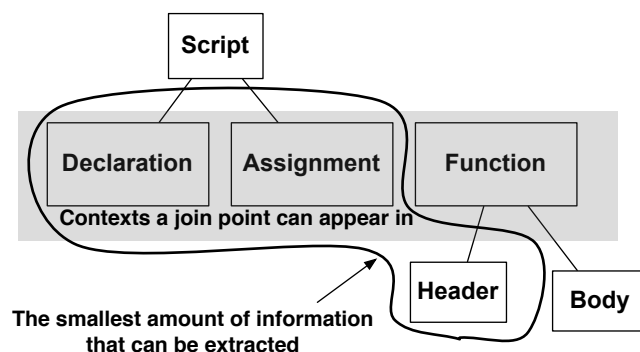 Script
Declaration
Assignment
Function
Contexts a join point can appear in
Header
Body
The smallest amount of information
that can be extracted